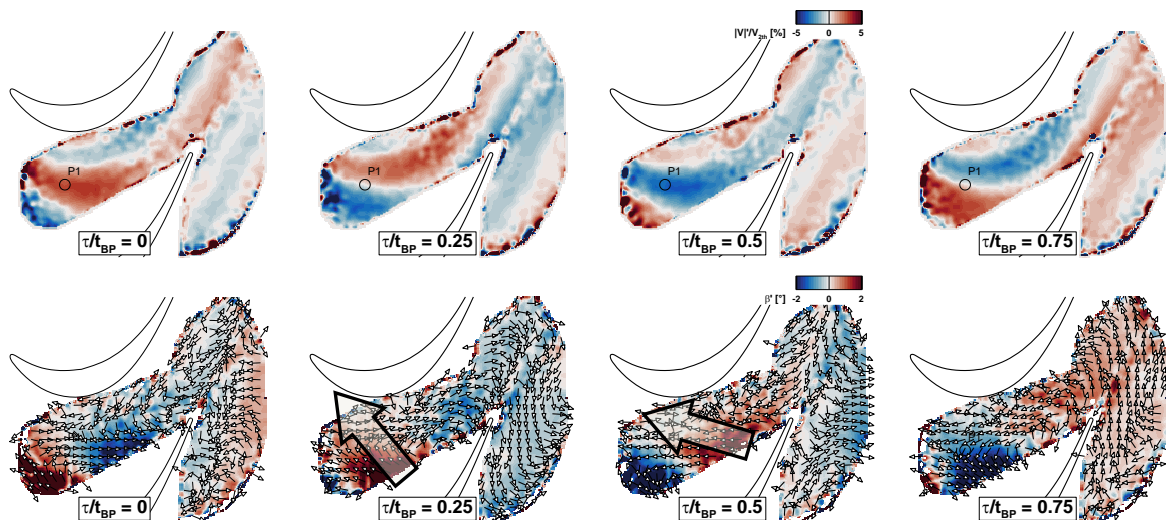 |V|'/V2th [%]
-5 0 5
P1
P1
P1
P1
τ/tBP = 0
τ/tBP = 0.25
τ/tBP = 0.5
τ/tBP = 0.75
β' [°]
-2 0 2
τ/tBP = 0
τ/tBP = 0.25
τ/tBP = 0.5
τ/tBP = 0.75